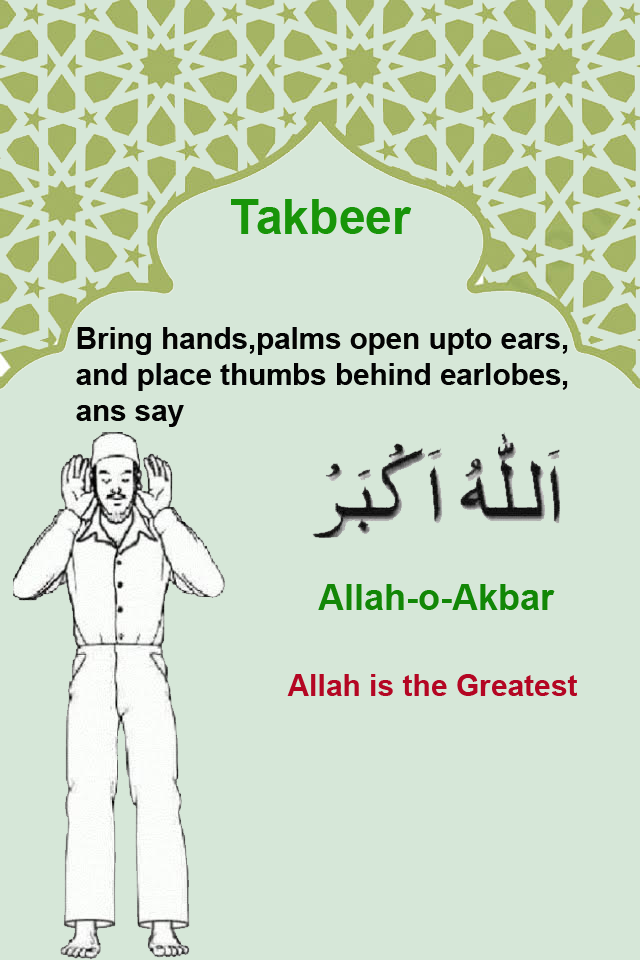 Takbeer
Bring hands,palms open upto ears,
and place thumbs behind earlobes,
ans say
اَللّٰهُ اَکْبَرُ
Allah-o-Akbar
Allah is the Greatest